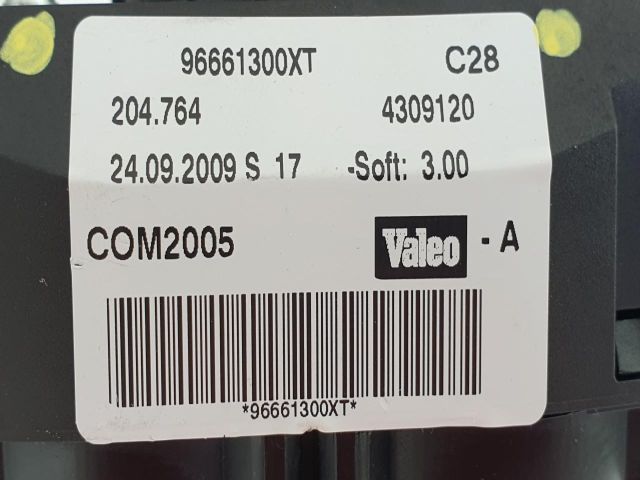 96661300XT C28
204.764 4309120
24.09.2009 S 17 -Soft: 3.00
COM2005 Valeo - A
*96661300XT*